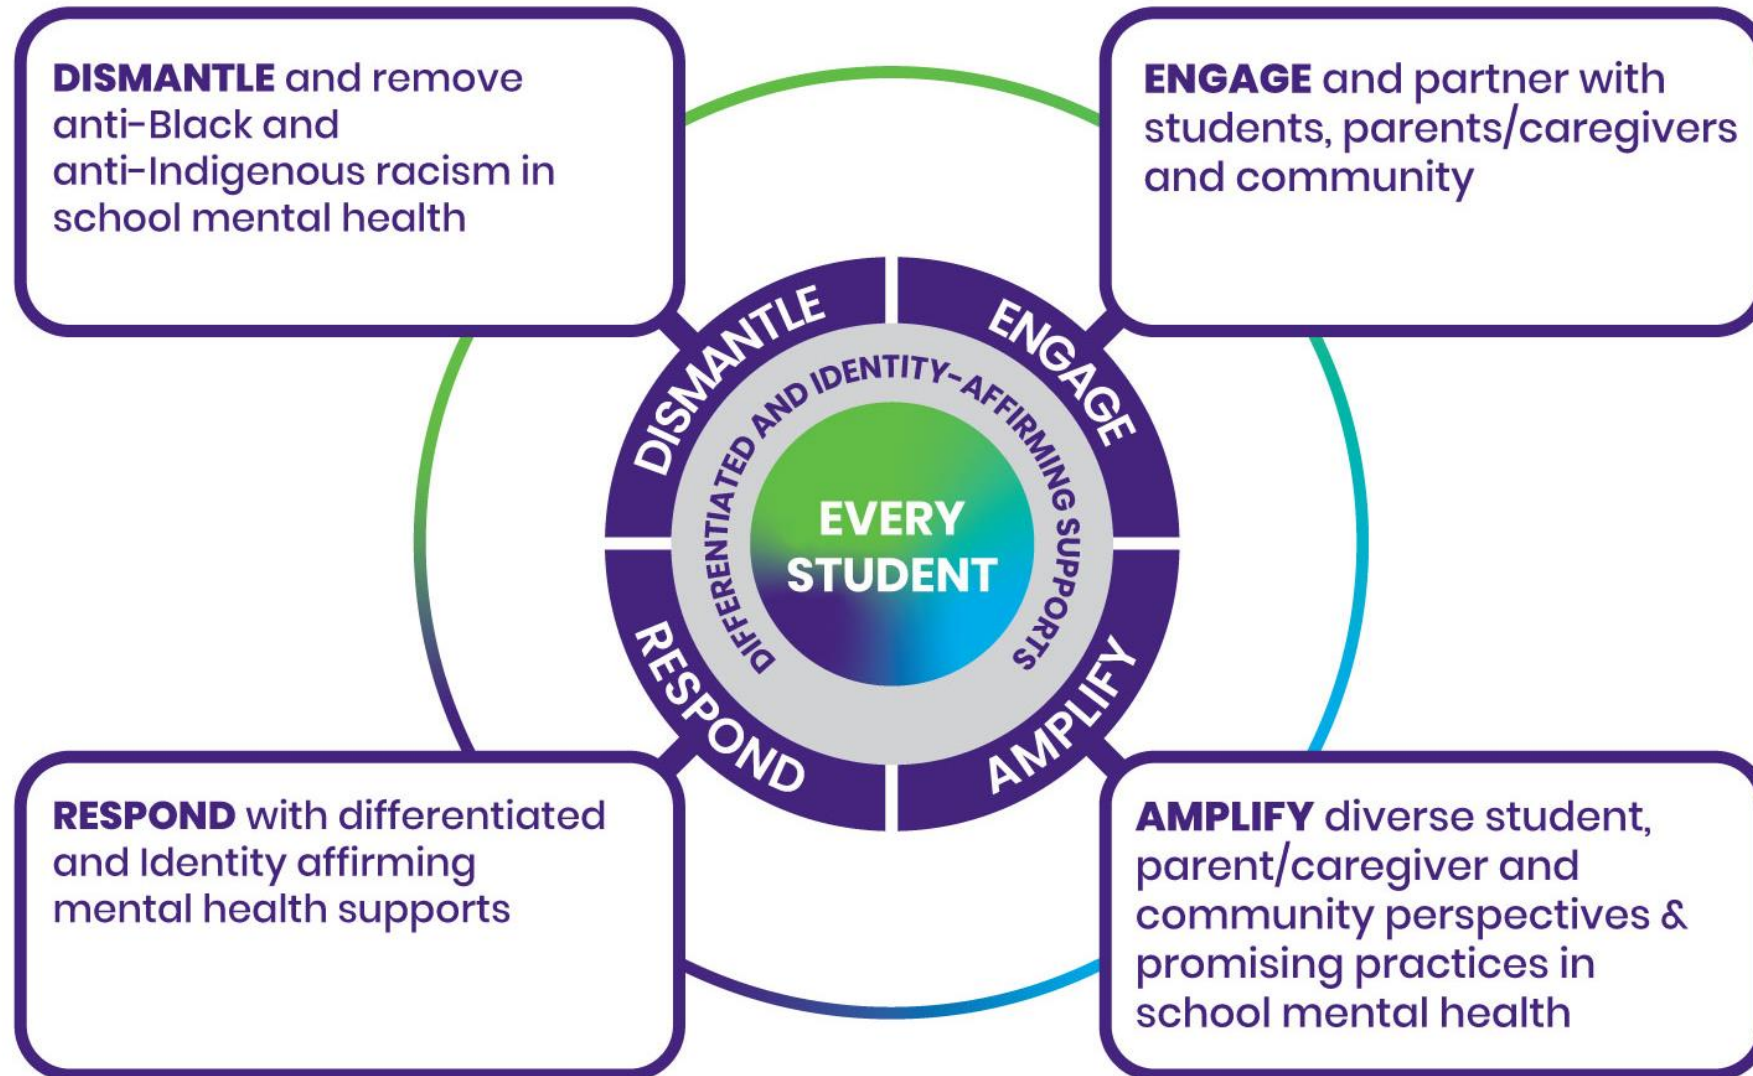 DISMANTLE and remove
anti-Black and
anti-Indigenous racism in
school mental health
ENGAGE and partner with
students, parents/caregivers
and community
DISMANTLE
ENGAGE
DIFFERENTIATED AND IDENTITY-AFFIRMING SUPPORTS
EVERY
STUDENT
RESPOND
AMPLIFY
RESPOND with differentiated
and Identity affirming
mental health supports
AMPLIFY diverse student,
parent/caregiver and
community perspectives &
promising practices in
school mental health